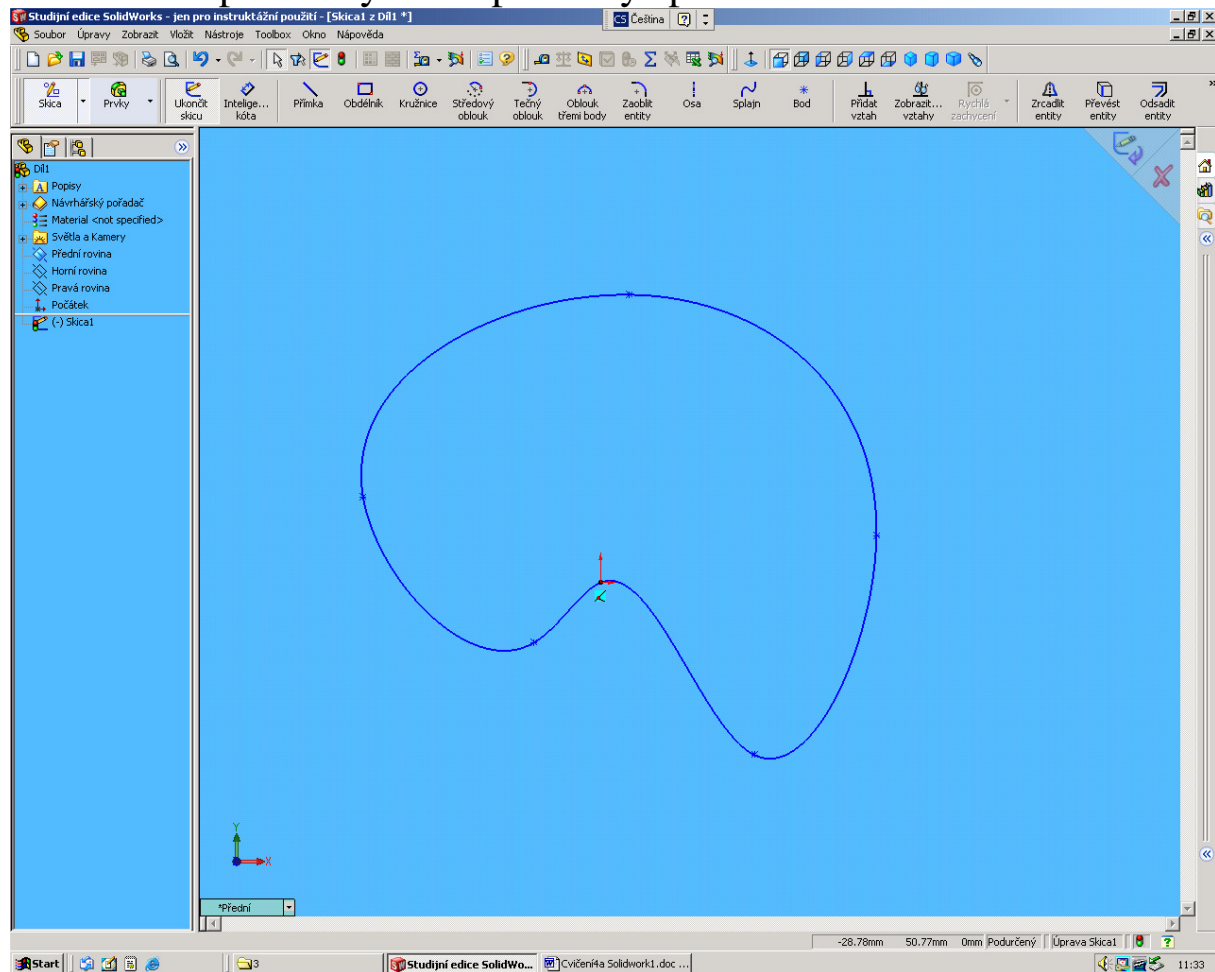 Studijní edice SolidWorks - jen pro instruktážní použití - [Skica1 z Díl1 *]
CS Čeština
Soubor Úpravy Zobrazit Vložit Nástroje Toolbox Okno Nápověda
Skica
Prvky
Ukončit skicu
Intelige... kóta
Přímka
Obdélník
Kružnice
Středový oblouk
Tečný oblouk
Oblouk třemi body
Zaoblit entity
Osa
Splajn
Bod
Přidat vztah
Zobrazit... vztahy
Rychlá zachycení
Zrcadlit entity
Převést entity
Odsadit entity
Díl1
A Popisy
Návrhářský pořadač
Material <not specified>
Světla a Kamery
Přední rovina
Horní rovina
Pravá rovina
Počátek
(-) Skica1
Y
X
*Přední
-28.78mm 50.77mm 0mm Podurčený Úprava Skica1
Start
3
Studijní edice SolidWo...
Cvičení4a Solidwork1.doc ...
11:33